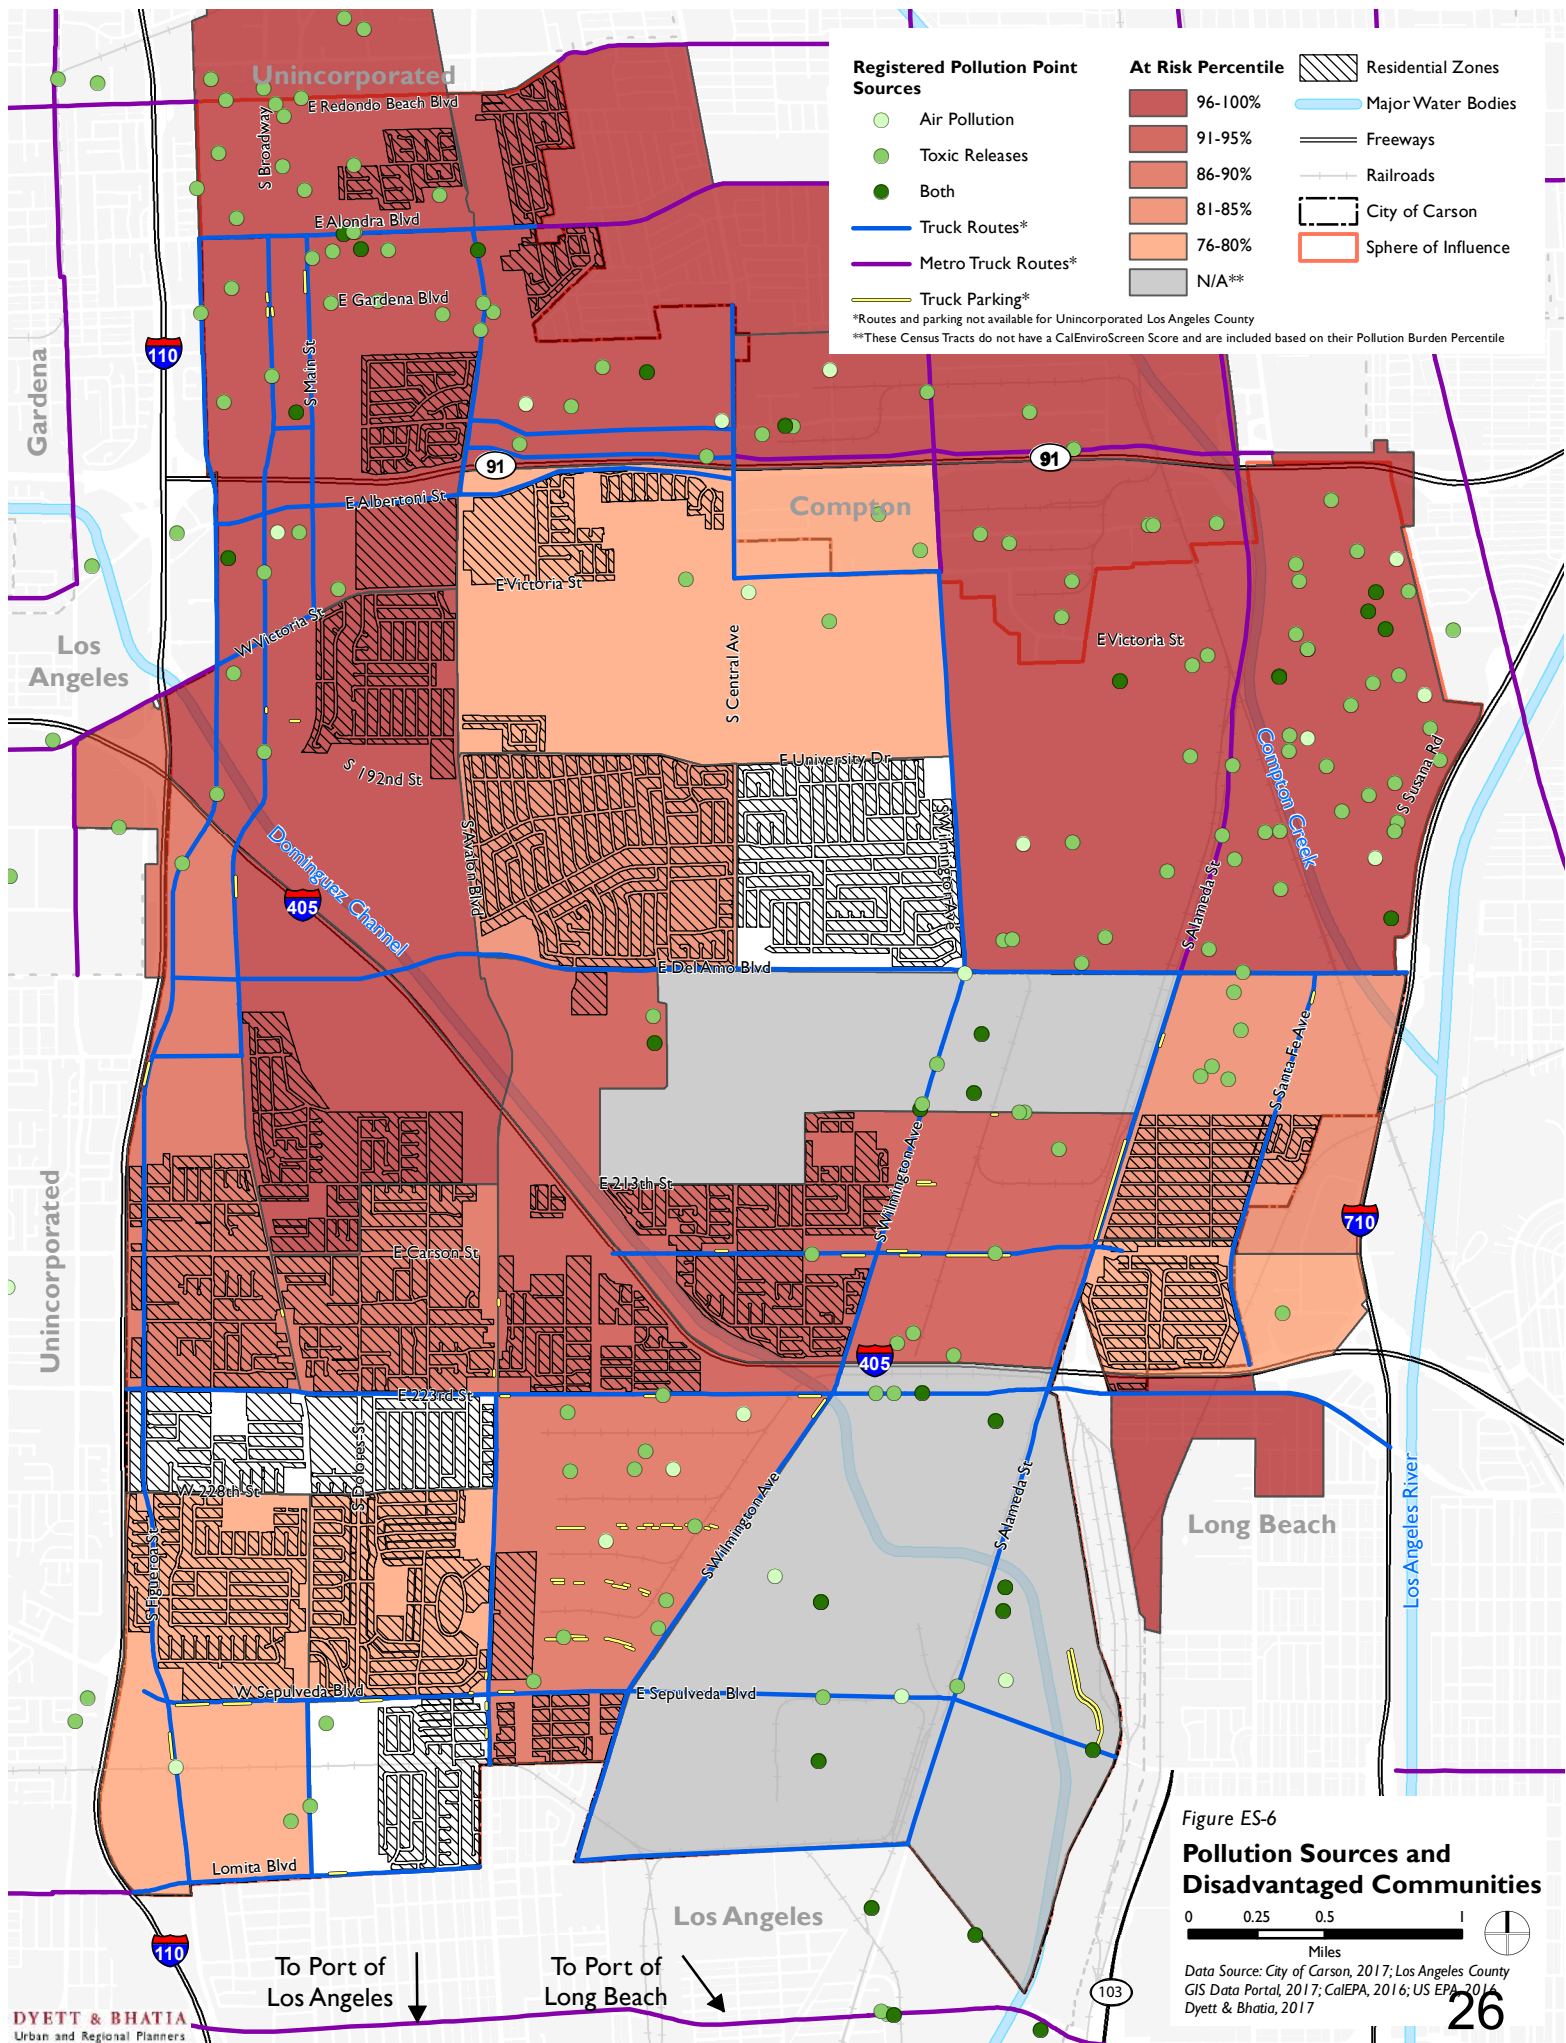 Registered Pollution Point
Sources
Air Pollution
Toxic Releases
Both
Truck Routes*
Metro Truck Routes*
Truck Parking*
At Risk Percentile
96-100%
91-95%
86-90%
81-85%
76-80%
N/A**
Residential Zones
Major Water Bodies
Freeways
Railroads
City of Carson
Sphere of Influence
*Routes and parking not available for Unincorporated Los Angeles County
**These Census Tracts do not have a CalEnviroScreen Score and are included based on their Pollution Burden Percentile
Unincorporated
E Redondo Beach Blvd
S Broadway
E Alondra Blvd
E Gardena Blvd
S Main St
Gardena
110
91
91
E Albertoni St
Compton
E Victoria St
W Victoria St
E Victoria St
Los
Angeles
S Central Ave
S 192nd St
E University Dr
Compton Creek
S Susana Rd
S Avalon Blvd
S Wilmington Ave
Dominguez Channel
405
S Alameda St
E Del Amo Blvd
S Santa Fe Ave
S Wilmington Ave
E 213th St
710
Unincorporated
E Carson St
405
E 223rd St
S Dolores St
W 228th St
S Figueroa St
S Wilmington Ave
S Alameda St
Long Beach
Los Angeles River
W Sepulveda Blvd
E Sepulveda Blvd
Lomita Blvd
Los Angeles
110
To Port of
Los Angeles
To Port of
Long Beach
103
Figure ES-6
Pollution Sources and
Disadvantaged Communities
0 0.25 0.5 1
Miles
Data Source: City of Carson, 2017; Los Angeles County
GIS Data Portal, 2017; CalEPA, 2016; US EPA, 2016
Dyett & Bhatia, 2017
26
DYETT & BHATIA
Urban and Regional Planners